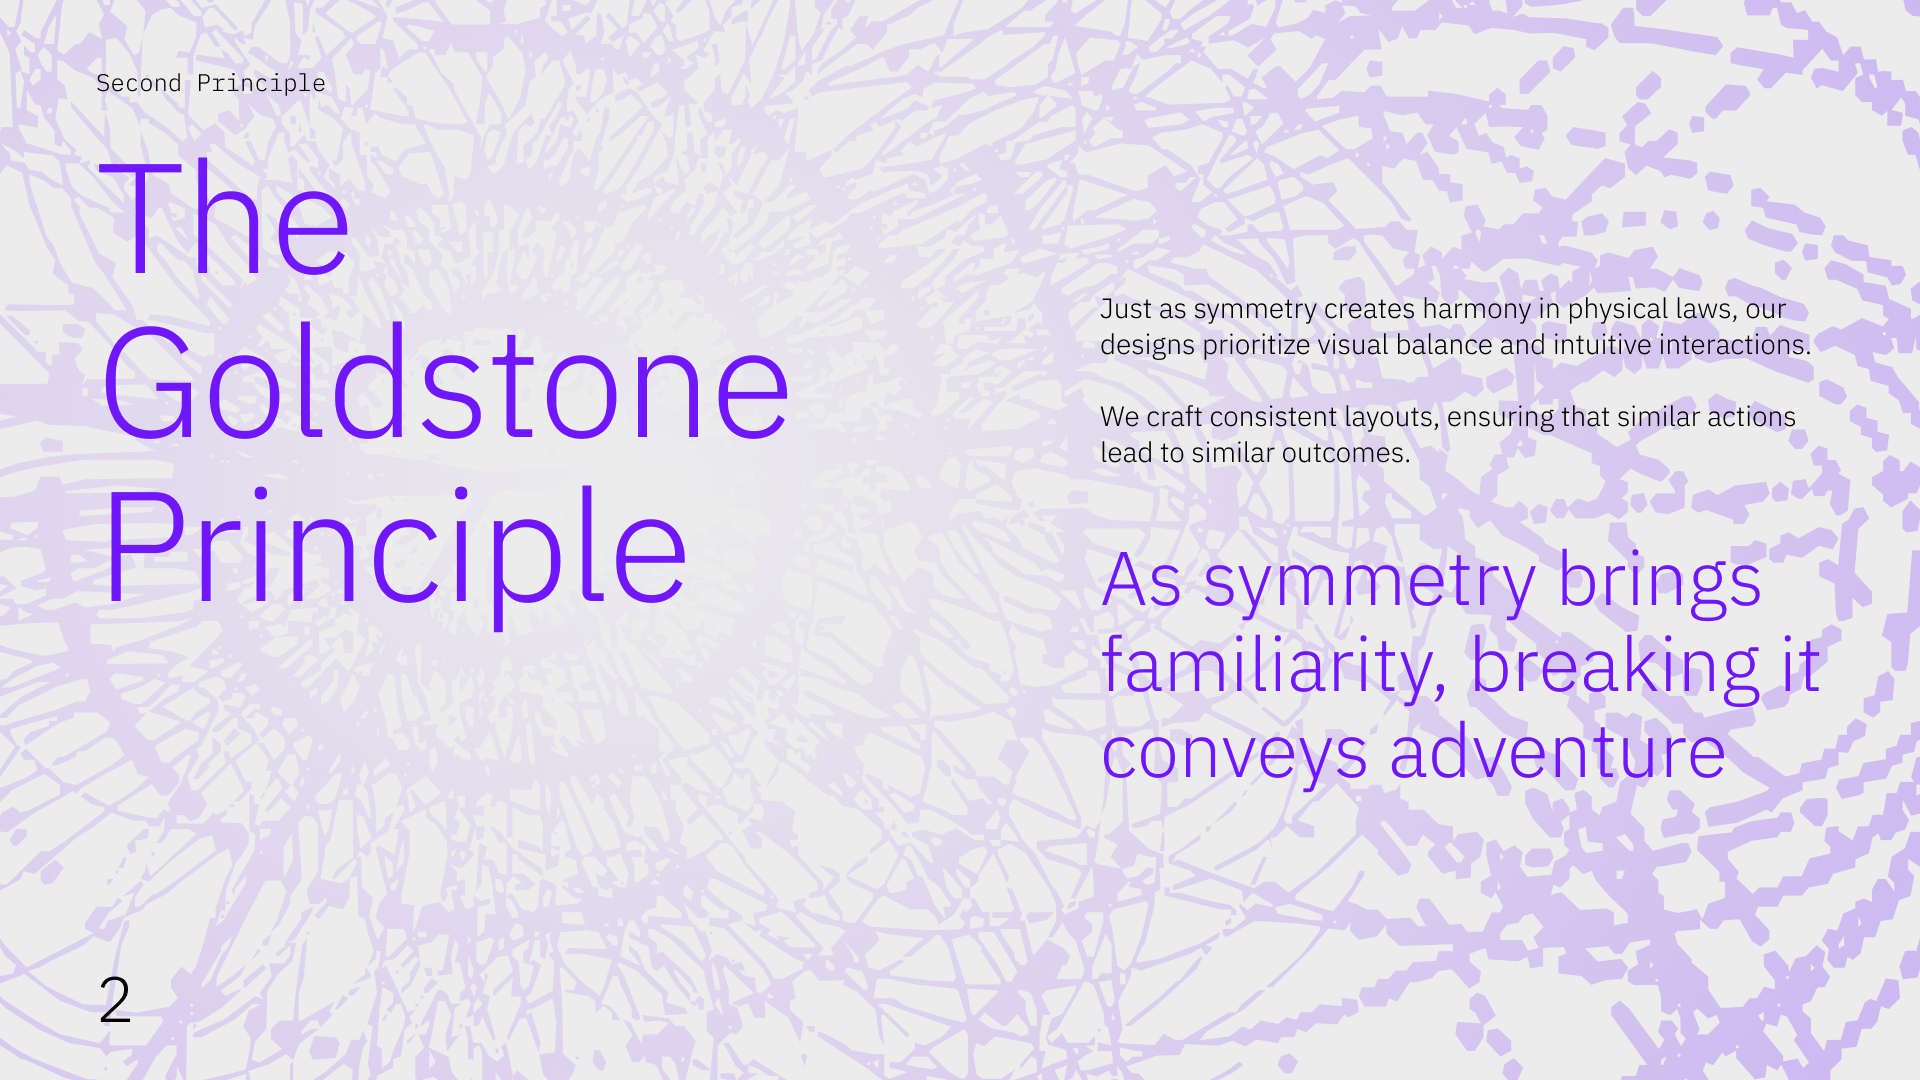 Second Principle
The
Goldstone
Principle
Just as symmetry creates harmony in physical laws, our
designs prioritize visual balance and intuitive interactions.
We craft consistent layouts, ensuring that similar actions
lead to similar outcomes.
As symmetry brings
familiarity, breaking it
conveys adventure
2